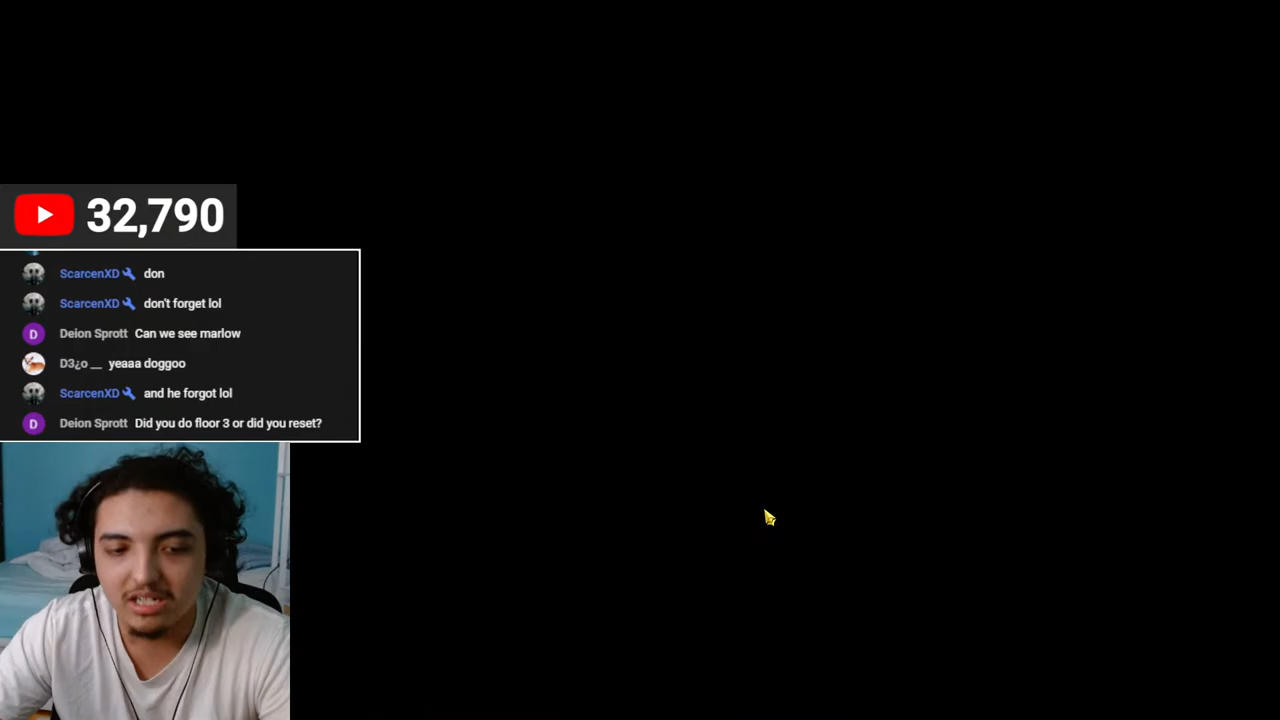 32,790
ScarcenXD don
ScarcenXD don't forget lol
Deion Sprott Can we see marlow
D3¿o __ yeaaa doggoo
ScarcenXD and he forgot lol
D Deion Sprott Did you do floor 3 or did you reset?